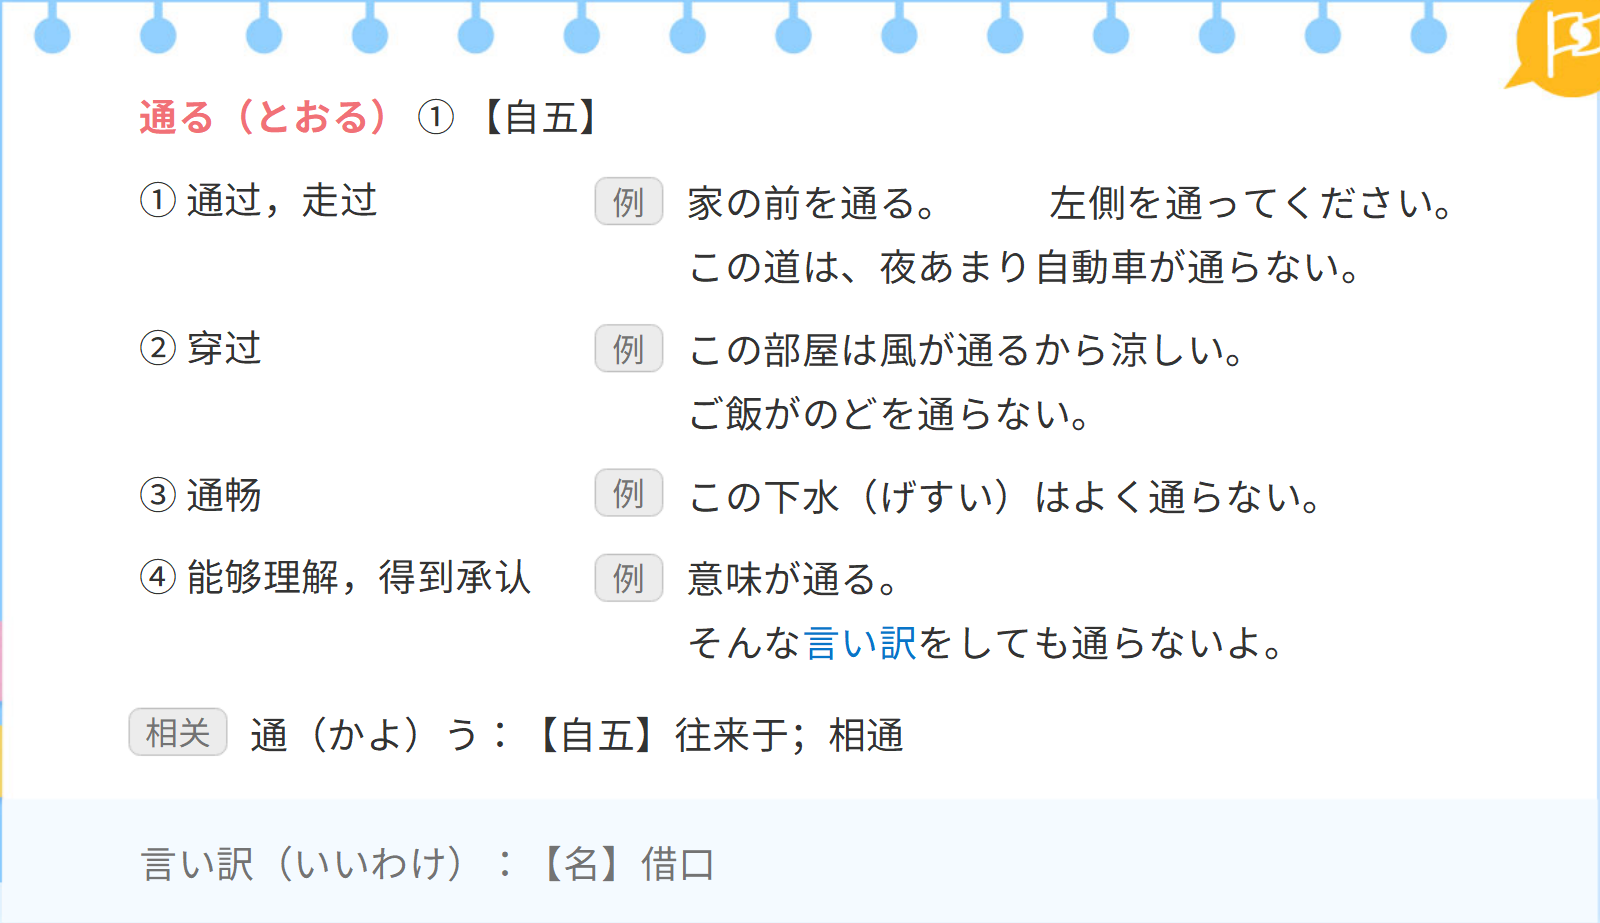 通る（とおる） ① 【自五】
① 通过，走过 例 家の前を通る。 左側を通ってください。
この道は、夜あまり自動車が通らない。
② 穿过 例 この部屋は風が通るから涼しい。
ご飯がのどを通らない。
③ 通畅 例 この下水（げすい）はよく通らない。
④ 能够理解，得到承认 例 意味が通る。
そんな言い訳をしても通らないよ。
相关 通（かよ）う：【自五】往来于；相通
言い訳（いいわけ）：【名】借口